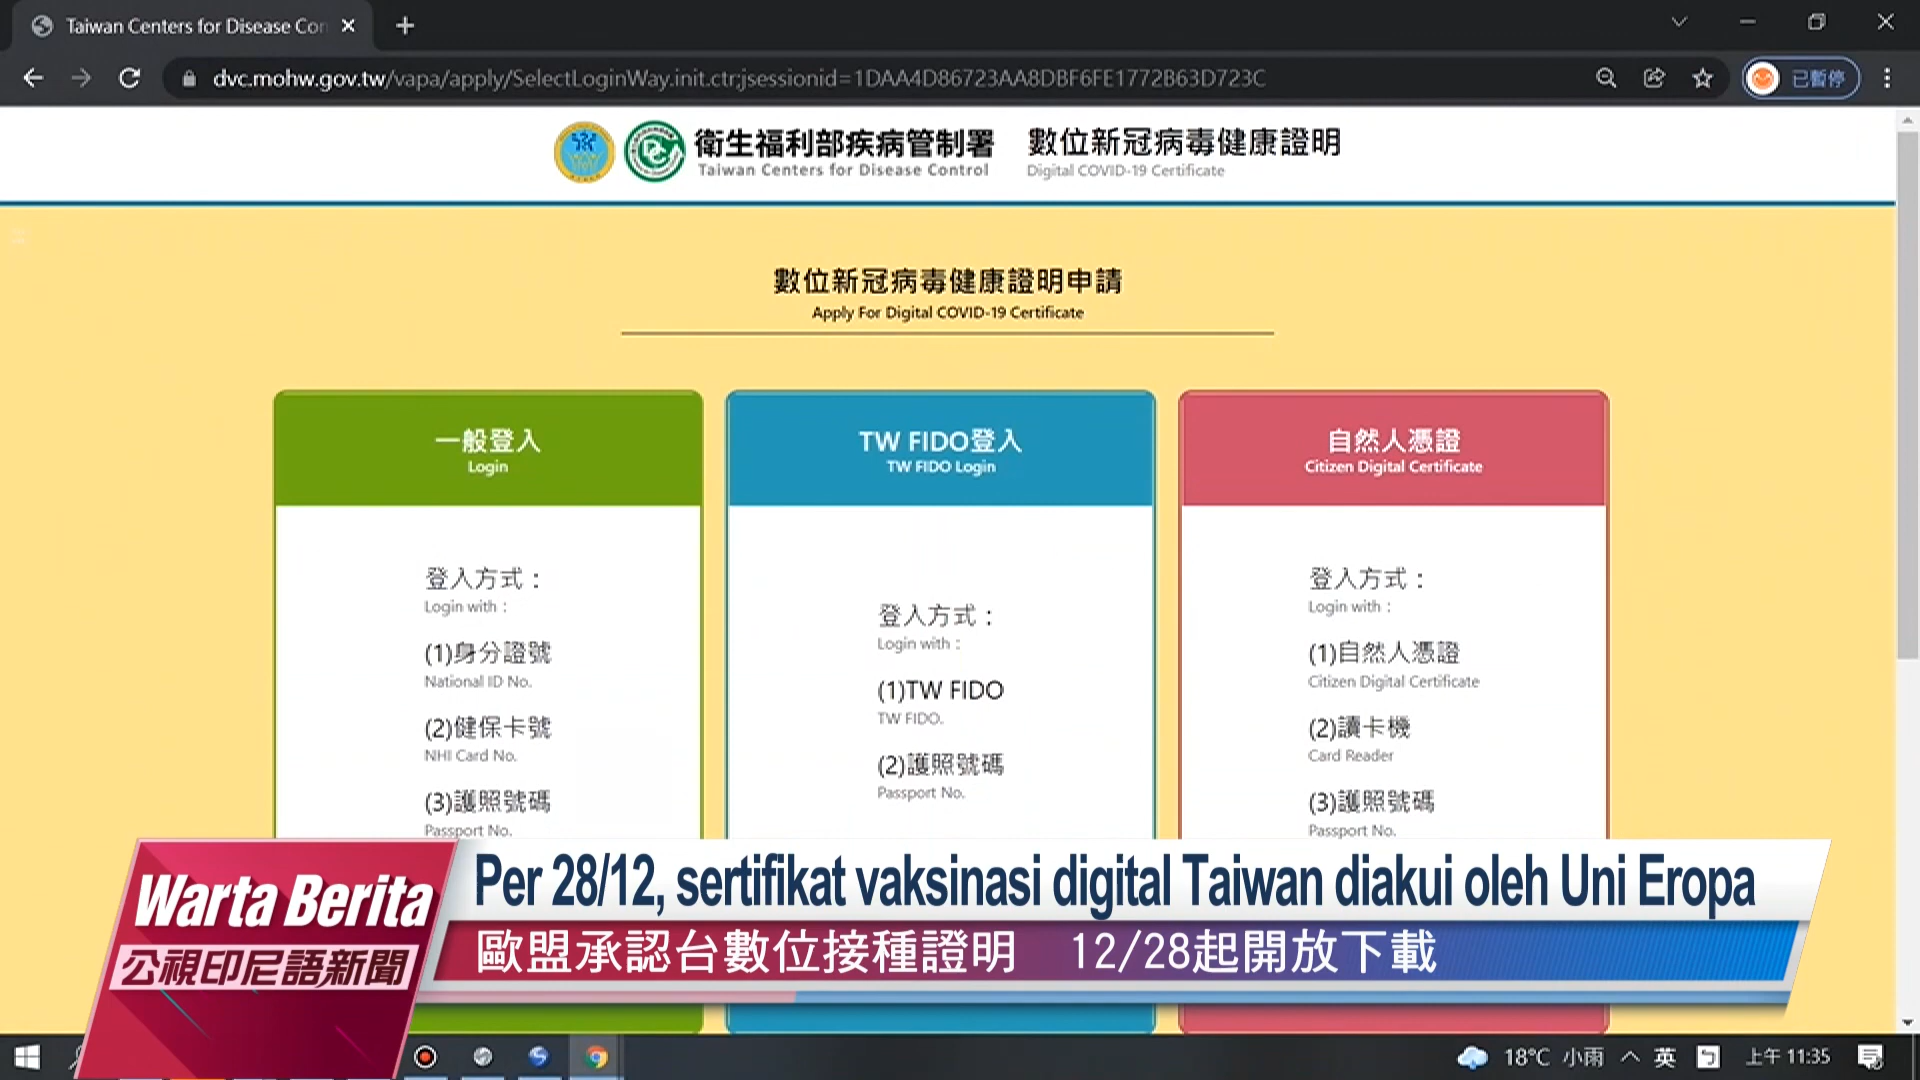 Taiwan Centers for Disease Con
dvc.mohw.gov.tw/vapa/apply/SelectLoginWay.init.ctr;jsessionid=1DAA4D86723AA8DBF6FE1772B63D723C
已暫停
衛生福利部疾病管制署
Taiwan Centers for Disease Control
數位新冠病毒健康證明
Digital COVID-19 Certificate
數位新冠病毒健康證明申請
Apply For Digital COVID-19 Certificate
一般登入
Login
登入方式：
Login with：
(1)身分證號
National ID No.
(2)健保卡號
NHI Card No.
(3)護照號碼
Passport No.
TW FIDO登入
TW FIDO Login
登入方式：
Login with：
(1)TW FIDO
TW FIDO.
(2)護照號碼
Passport No.
自然人憑證
Citizen Digital Certificate
登入方式：
Login with：
(1)自然人憑證
Citizen Digital Certificate
(2)讀卡機
Card Reader
(3)護照號碼
Passport No.
Warta Berita
公視印尼語新聞
Per 28/12, sertifikat vaksinasi digital Taiwan diakui oleh Uni Eropa
歐盟承認台數位接種證明 12/28起開放下載
18°C 小雨
英
上午 11:35